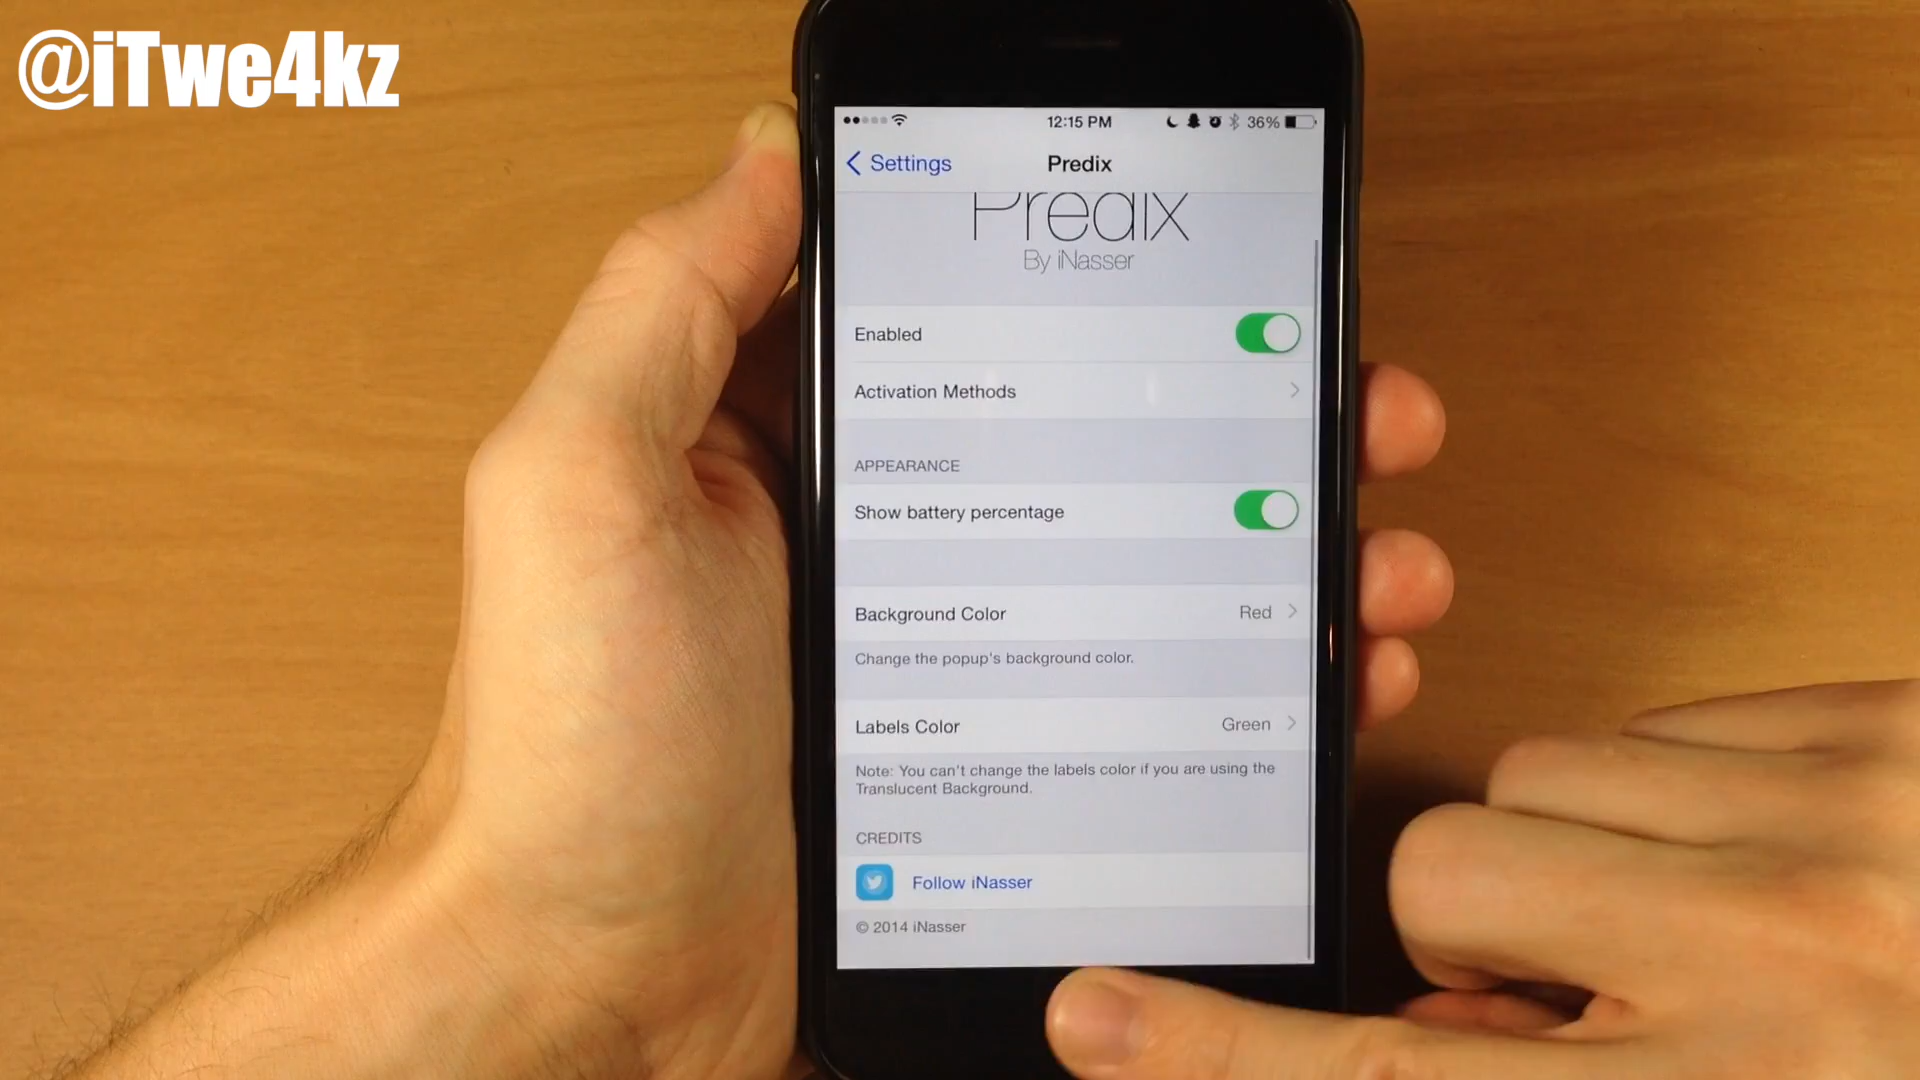 @iTwe4kz
12:15 PM
36%
Settings
Predix
Predix
By iNasser
Enabled
Activation Methods
APPEARANCE
Show battery percentage
Background Color
Red
Change the popup's background color.
Labels Color
Green
Note: You can't change the labels color if you are using the
Translucent Background.
CREDITS
Follow iNasser
© 2014 iNasser